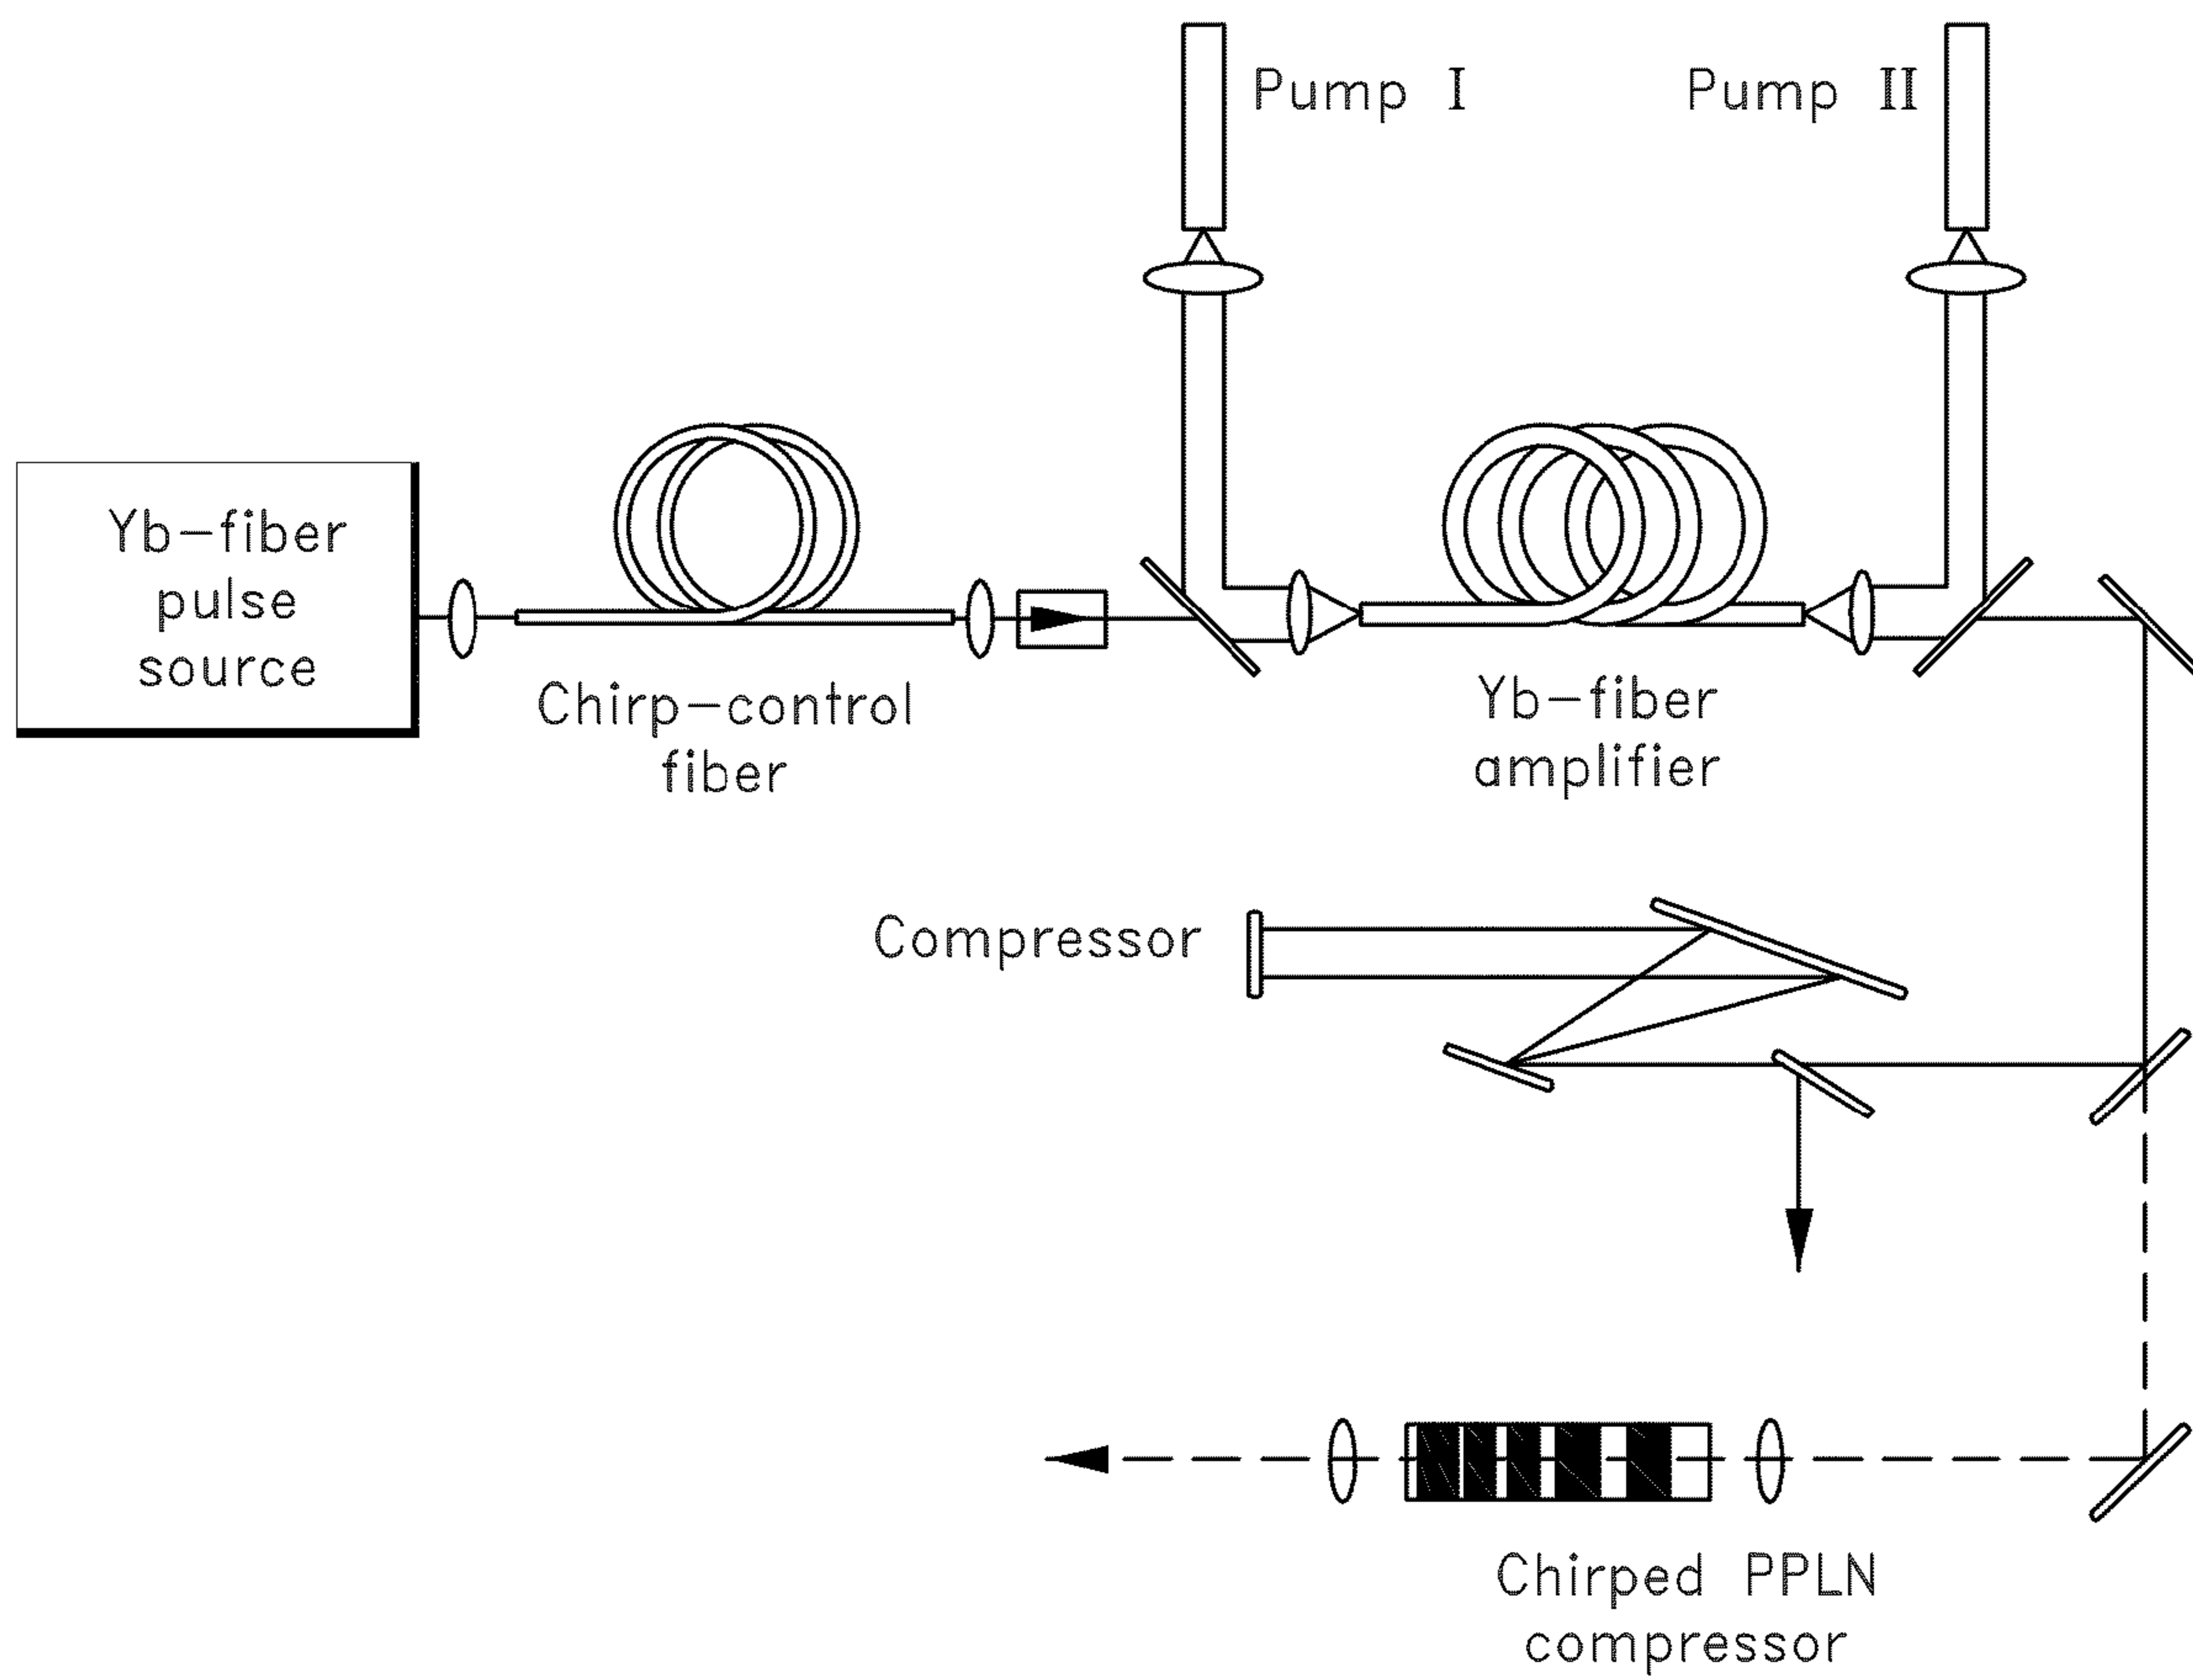 Pump I
Pump II
Yb-fiber
pulse
source
Chirp-control
fiber
Yb-fiber
amplifier
Compressor
Chirped PPLN
compressor